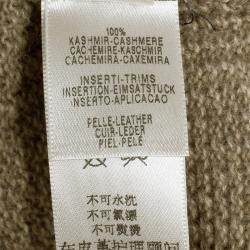 100%
KASHMIR-CASHMERE
CACHEMIRE-KASCHMIR
CACHEMIRA-CAXEMIRA
INSERTI-TRIMS
INSERTION-EIMSATSTUCK
INSERTO-APLICACAO
PELLE-LEATHER
CUIR-LEDER
PIEL-PELE
不可水洗
不可氯漂
不可熨燙